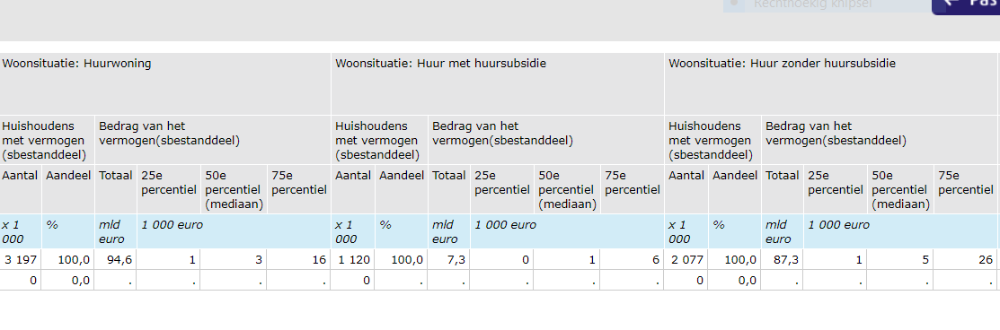 Rechthoekig knipsel
Woonsituatie: Huurwoning Woonsituatie: Huur met huursubsidie Woonsituatie: Huur zonder huursubsidie
Huishoudens Bedrag van het Huishoudens Bedrag van het Huishoudens Bedrag van het
met vermogen vermogen(sbestanddeel) met vermogen vermogen(sbestanddeel) met vermogen vermogen(sbestanddeel)
(sbestanddeel) (sbestanddeel) (sbestanddeel)
Aantal Aandeel Totaal 25e 50e 75e Aantal Aandeel Totaal 25e 50e 75e Aantal Aandeel Totaal 25e 50e 75e
percentiel percentiel percentiel percentiel percentiel percentiel percentiel percentiel percentiel
(mediaan) (mediaan) (mediaan)
x 1 % mld 1 000 euro x 1 % mld 1 000 euro x 1 % mld 1 000 euro
000 euro 000 euro 000 euro
3 197 100,0 94,6 1 3 16 1 120 100,0 7,3 0 1 6 2 077 100,0 87,3 1 5 26
0 0,0 . . . . 0 . . . . . 0 0,0 . . . .